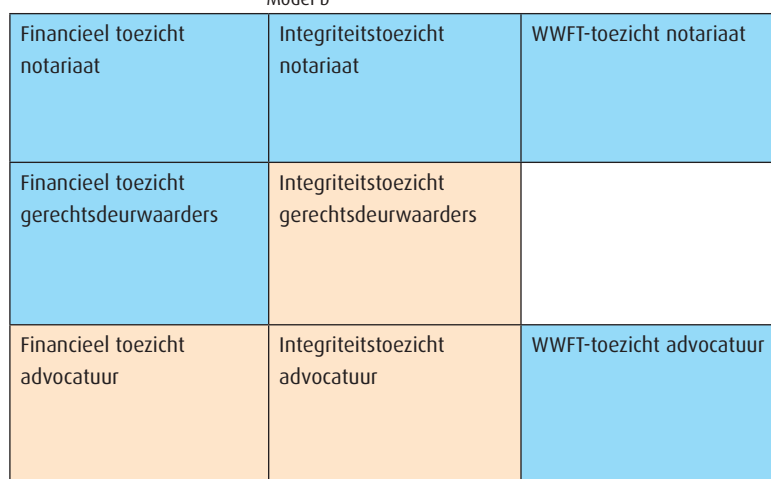 Model b
Financieel toezicht
notariaat
Integriteitstoezicht
notariaat
WWFT-toezicht notariaat
Financieel toezicht
gerechtsdeurwaarders
Integriteitstoezicht
gerechtsdeurwaarders
Financieel toezicht
advocatuur
Integriteitstoezicht
advocatuur
WWFT-toezicht advocatuur